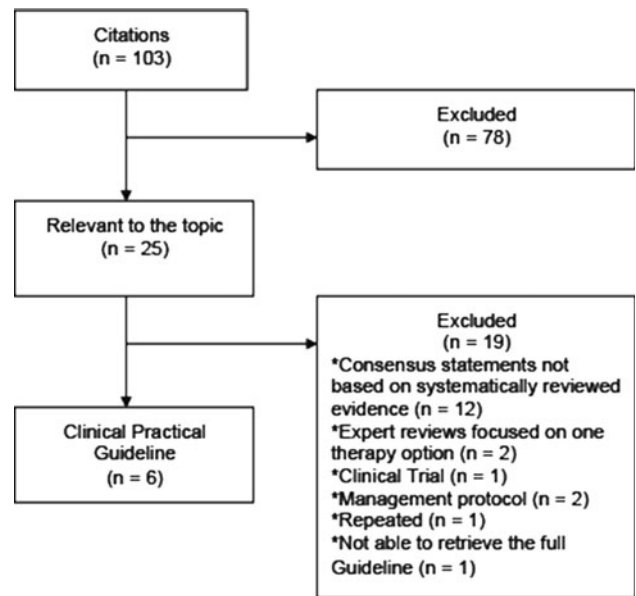 Citations
(n = 103)
Excluded
(n = 78)
Relevant to the topic
(n = 25)
Excluded
(n = 19)
*Consensus statements not
based on systematically reviewed
evidence (n = 12)
*Expert reviews focused on one
therapy option (n = 2)
*Clinical Trial (n = 1)
*Management protocol (n = 2)
*Repeated (n = 1)
*Not able to retrieve the full
Guideline (n = 1)
Clinical Practical
Guideline
(n = 6)